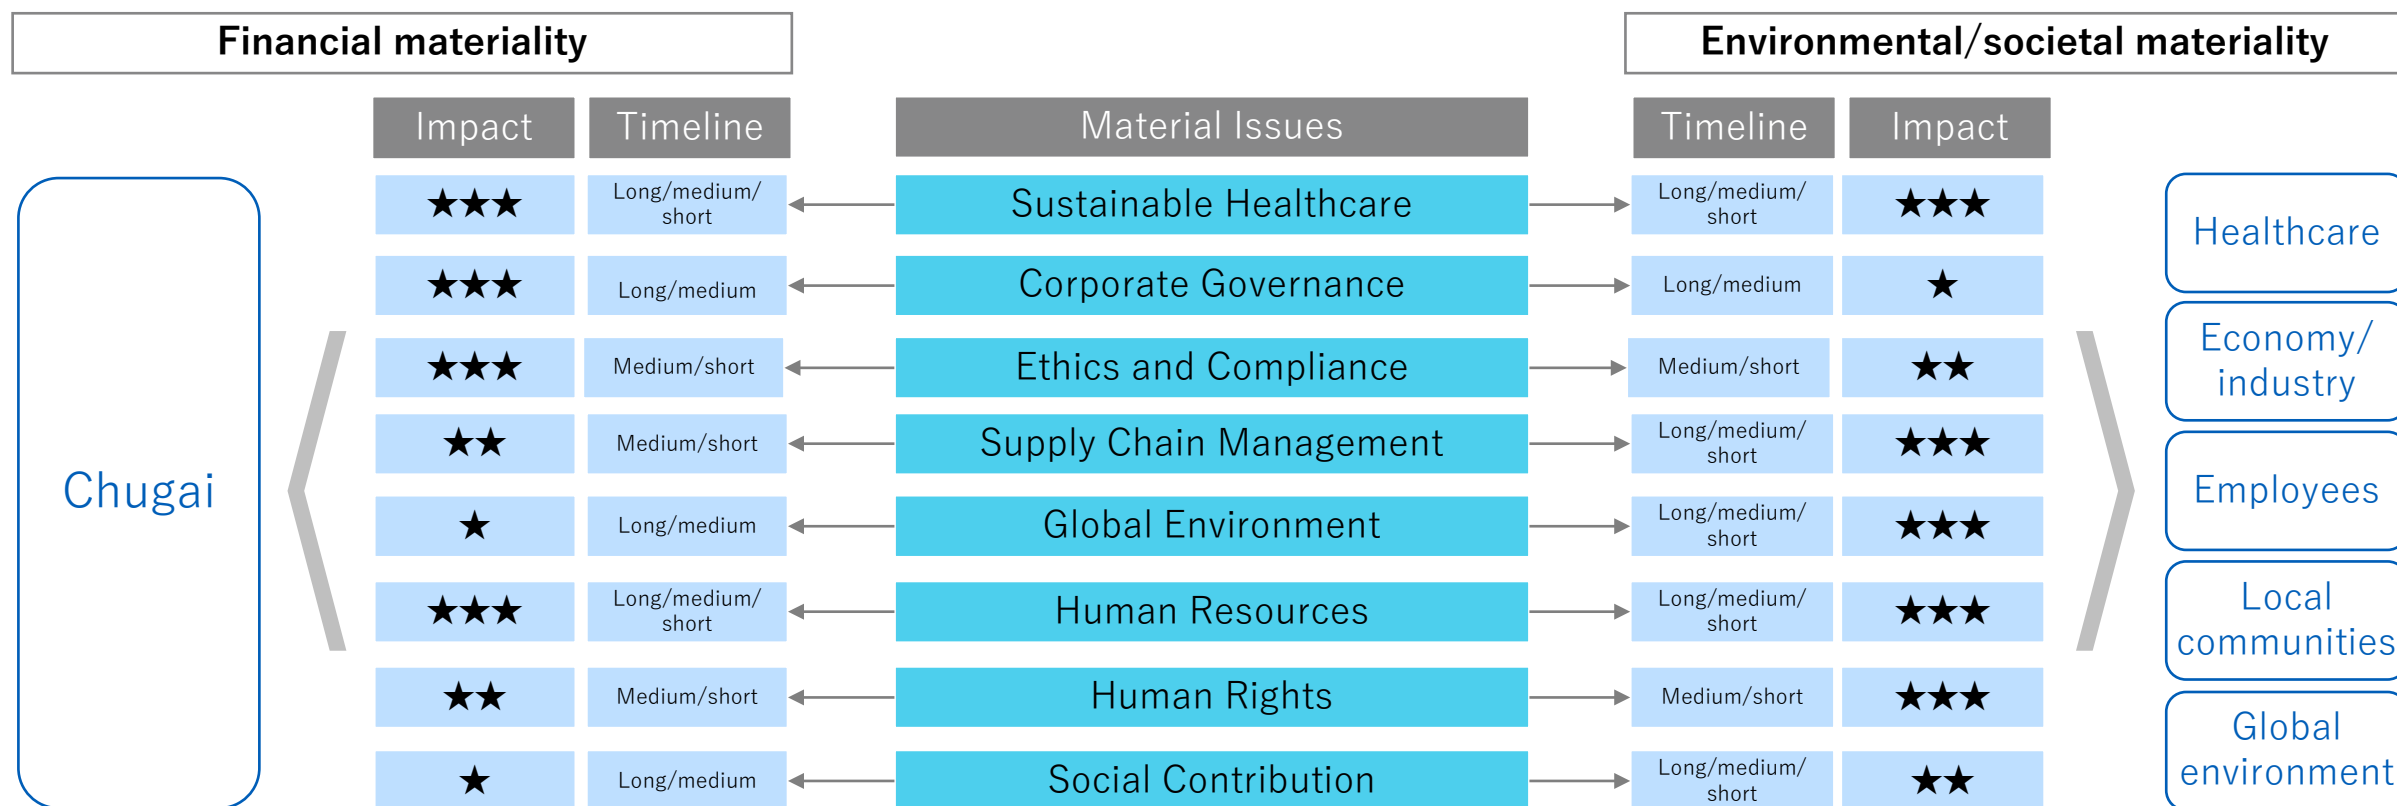 Financial materiality
Environmental/societal materiality
Impact
Timeline
Material Issues
Timeline
Impact
Chugai
★★★
Long/medium/
short
Sustainable Healthcare
Long/medium/
short
★★★
★★★
Long/medium
Corporate Governance
Long/medium
★
★★★
Medium/short
Ethics and Compliance
Medium/short
★★
★★
Medium/short
Supply Chain Management
Long/medium/
short
★★★
★
Long/medium
Global Environment
Long/medium/
short
★★★
★★★
Long/medium/
short
Human Resources
Long/medium/
short
★★★
★★
Medium/short
Human Rights
Medium/short
★★★
★
Long/medium
Social Contribution
Long/medium/
short
★★
Healthcare
Economy/
industry
Employees
Local
communities
Global
environment